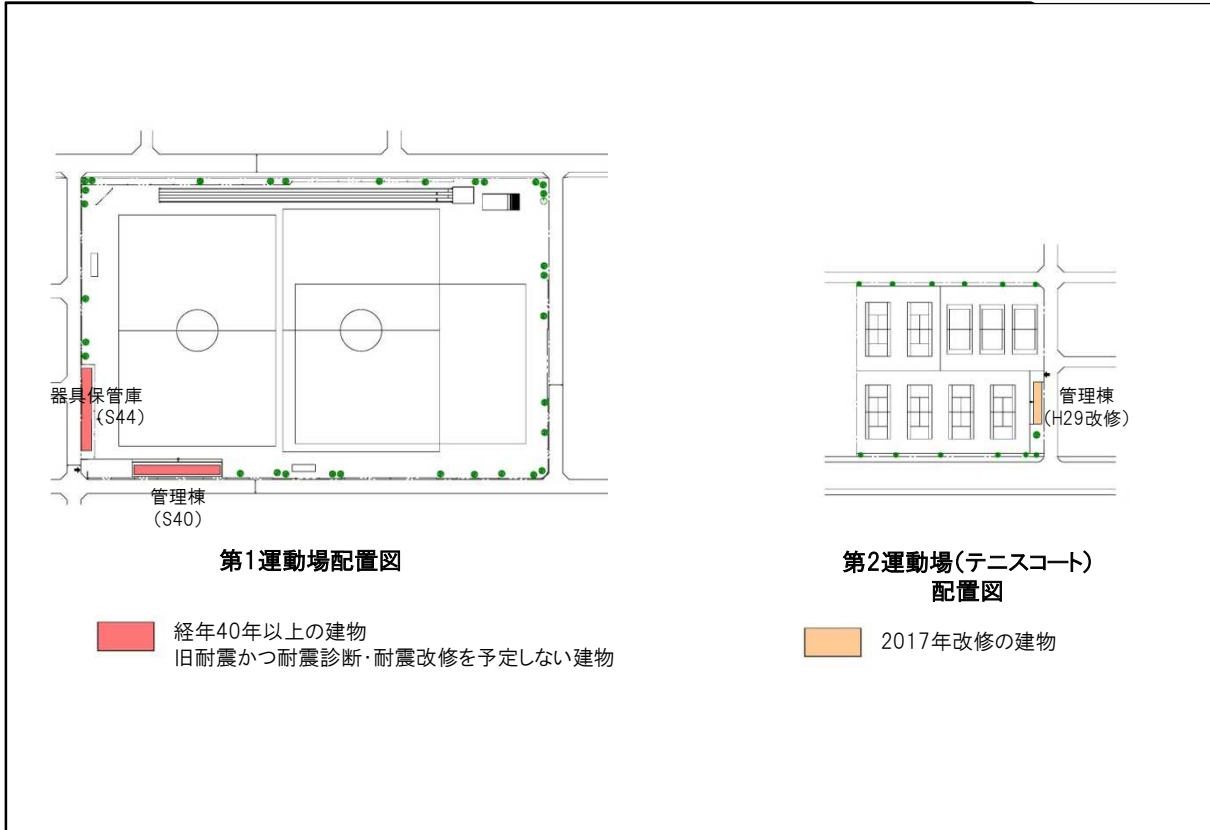 器具保管庫
（S44）
管理棟
（S40）
第1運動場配置図
経年40年以上の建物
旧耐震かつ耐震診断・耐震改修を予定しない建物
管理棟
（H29改修）
第2運動場（テニスコート）
配置図
2017年改修の建物